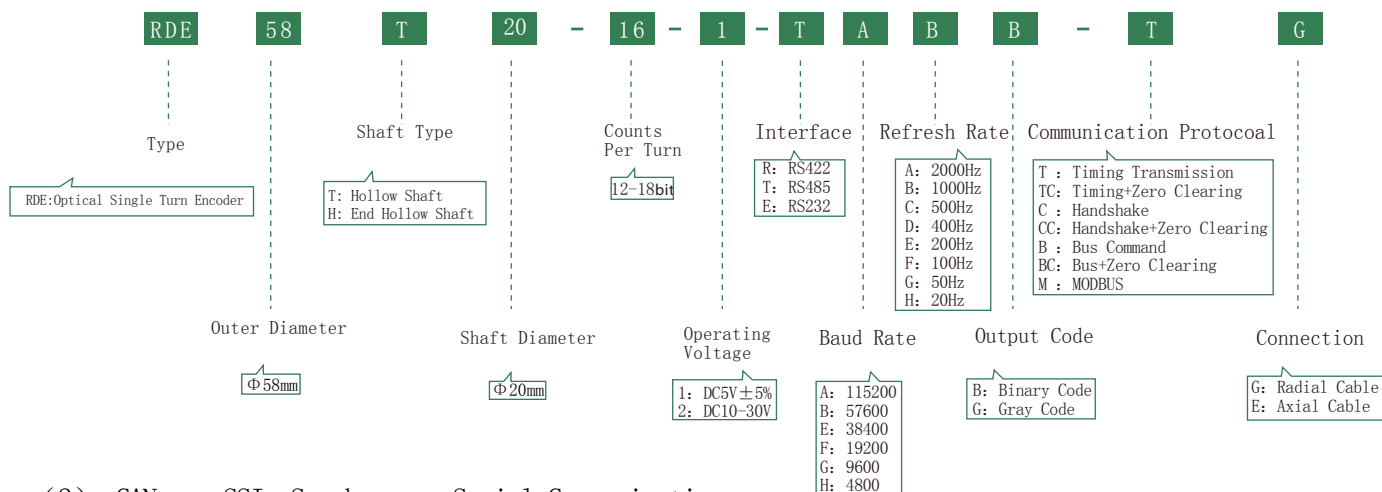 RDE 58 T 20 - 16 - 1 - T A B B - T G
Type
RDE:Optical Single Turn Encoder
Shaft Type
T: Hollow Shaft
H: End Hollow Shaft
Counts
Per Turn
12-18bit
Interface
R: RS422
T: RS485
E: RS232
Refresh Rate
A: 2000Hz
B: 1000Hz
C: 500Hz
D: 400Hz
E: 200Hz
F: 100Hz
G: 50Hz
H: 20Hz
Communication Protocoal
T : Timing Transmission
TC: Timing+Zero Clearing
C : Handshake
CC: Handshake+Zero Clearing
B : Bus Command
BC: Bus+Zero Clearing
M : MODBUS
Outer Diameter
Φ58mm
Shaft Diameter
Φ20mm
Operating
Voltage
1: DC5V±5%
2: DC10-30V
Baud Rate
A: 115200
B: 57600
E: 38400
F: 19200
G: 9600
H: 4800
Output Code
B: Binary Code
G: Gray Code
Connection
G: Radial Cable
E: Axial Cable